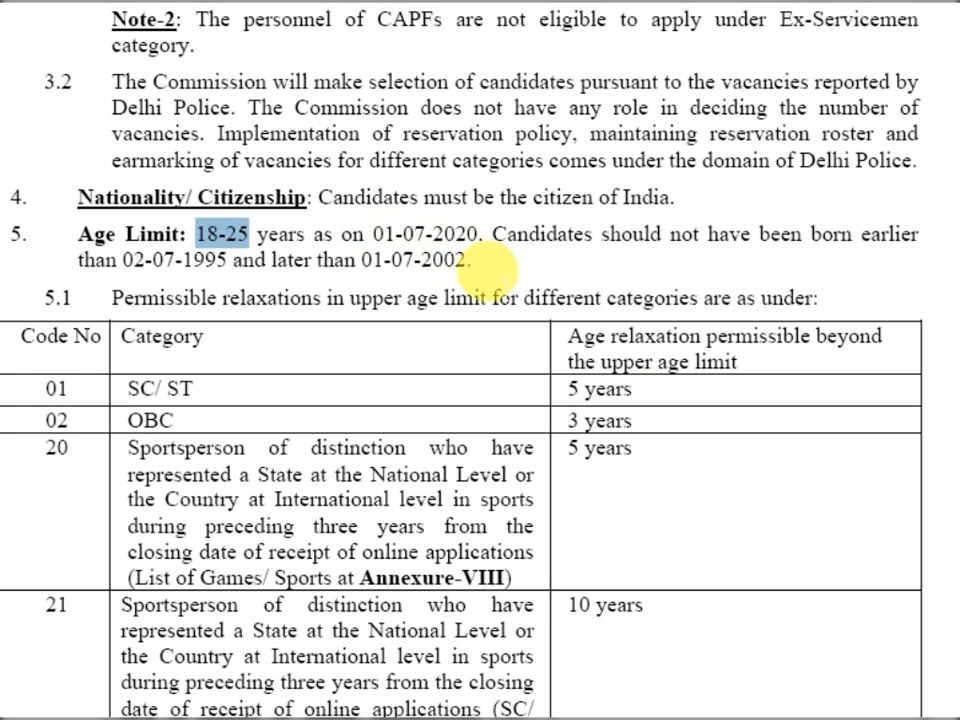 Note-2: The personnel of CAPFs are not eligible to apply under Ex-Servicemen
category.
3.2 The Commission will make selection of candidates pursuant to the vacancies reported by
Delhi Police. The Commission does not have any role in deciding the number of
vacancies. Implementation of reservation policy, maintaining reservation roster and
earmarking of vacancies for different categories comes under the domain of Delhi Police.
4. Nationality/ Citizenship: Candidates must be the citizen of India.
5. Age Limit: 18-25 years as on 01-07-2020. Candidates should not have been born earlier
than 02-07-1995 and later than 01-07-2002.
5.1 Permissible relaxations in upper age limit for different categories are as under:
Code No Category Age relaxation permissible beyond
the upper age limit
01 SC/ ST 5 years
02 OBC 3 years
20 Sportsperson of distinction who have 5 years
represented a State at the National Level or
the Country at International level in sports
during preceding three years from the
closing date of receipt of online applications
(List of Games/ Sports at Annexure-VIII)
21 Sportsperson of distinction who have 10 years
represented a State at the National Level or
the Country at International level in sports
during preceding three years from the closing
date of receipt of online applications (SC/